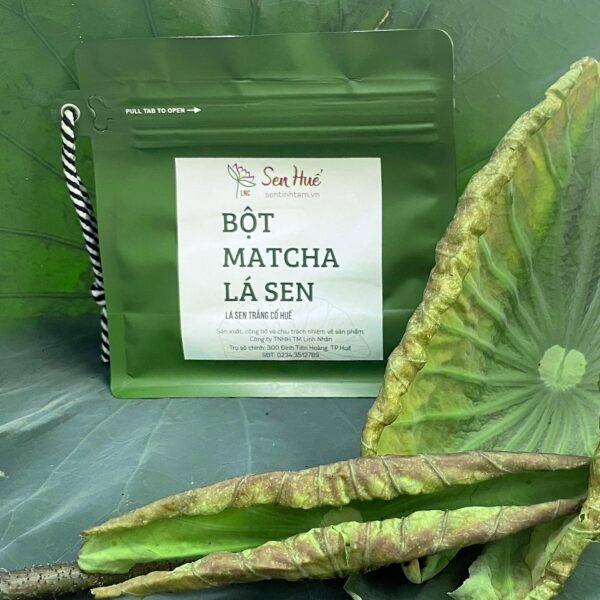 PULL TAB TO OPEN →
Sen Huế
LNC
sentinhtam.vn
BỘT
MATCHA
LÁ SEN
LÁ SEN TRẮNG CỔ HUẾ
Sản xuất, công bố và chịu trách nhiệm về sản phẩm:
Công ty TNHH TM Linh Nhân
Trụ sở chính: 300 Đinh Tiên Hoàng, TP Huế
SĐT: 0234.3512789